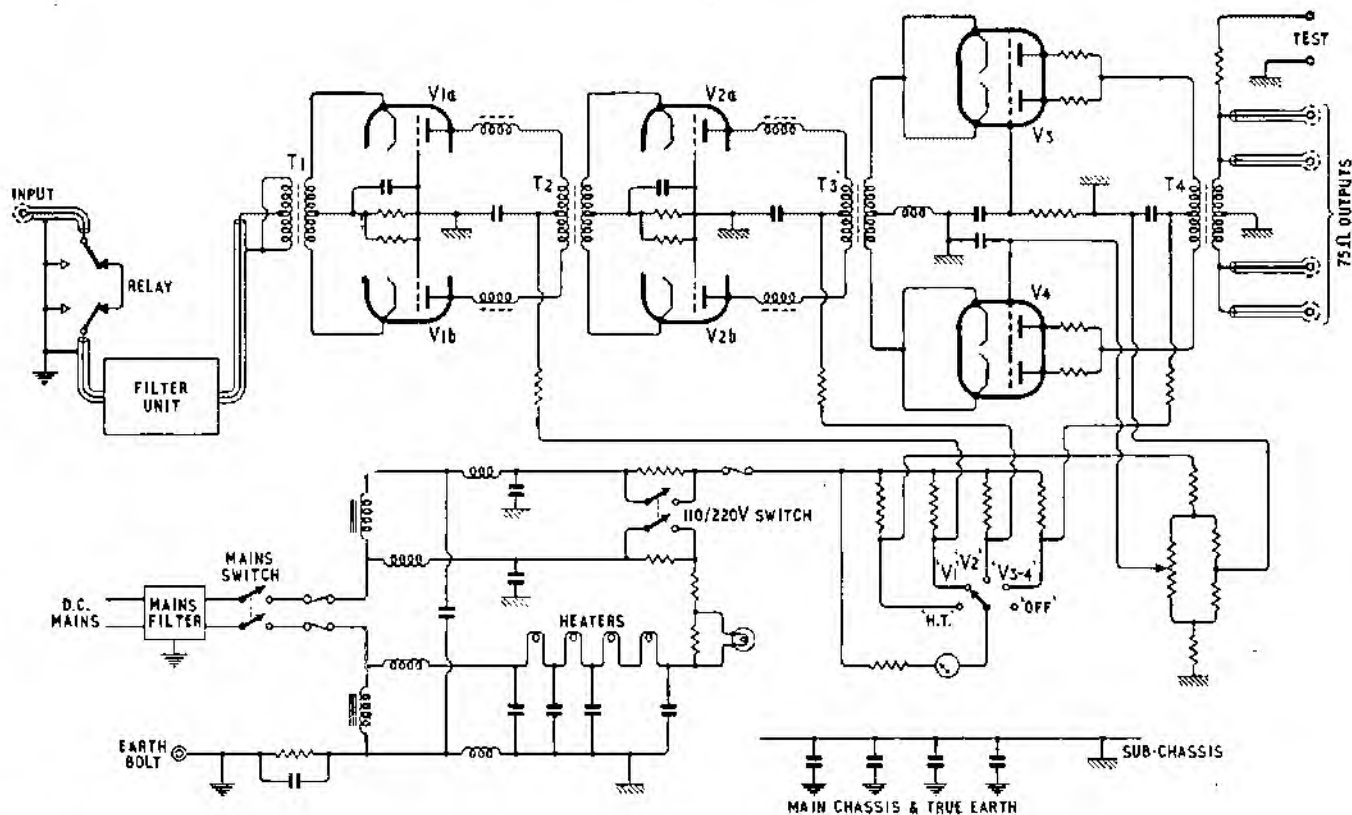 TEST
V1a
V2a
V3
T1
T2
T3
T4
INPUT
75Ω OUTPUTS
RELAY
V1b
V2b
V4
FILTER
UNIT
110/220V SWITCH
MAINS
SWITCH
'V1'
'V2'
'V3-4'
D.C.
MAINS
MAINS
FILTER
HEATERS
'H.T.'
'OFF'
EARTH
BOLT
SUB-CHASSIS
MAIN CHASSIS & TRUE EARTH